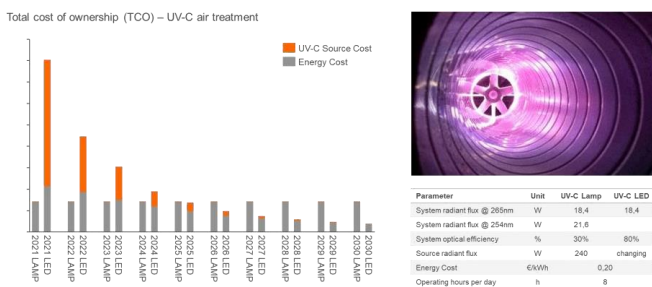 Total cost of ownership (TCO) – UV-C air treatment
UV-C Source Cost
Energy Cost
2021 LAMP
2021 LED
2022 LAMP
2022 LED
2023 LAMP
2023 LED
2024 LAMP
2024 LED
2025 LAMP
2025 LED
2026 LAMP
2026 LED
2027 LAMP
2027 LED
2028 LAMP
2028 LED
2029 LAMP
2029 LED
2030 LAMP
2030 LED
Parameter Unit UV-C Lamp UV-C LED
System radiant flux @ 265nm W 18,4 18,4
System radiant flux @ 254nm W 21,6
System optical efficiency % 30% 80%
Source radiant flux W 240 changing
Energy Cost €/kWh 0,20
Operating hours per day h 8